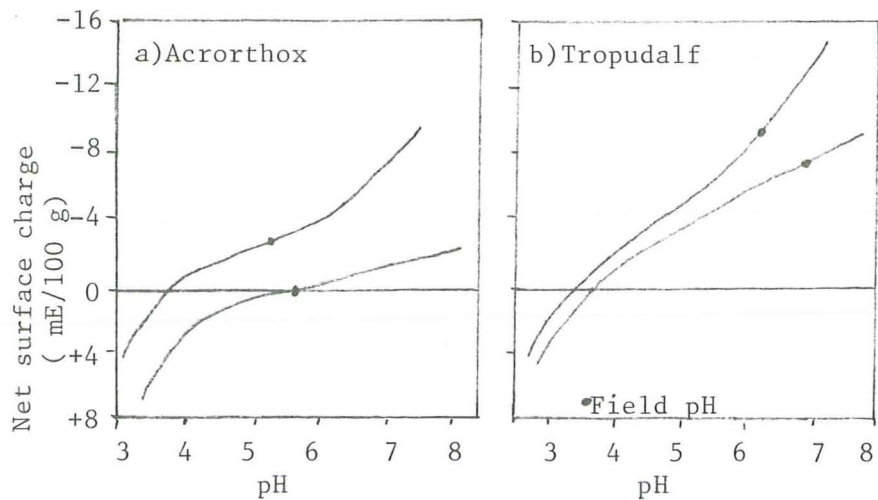 a)Acrorthox
b)Tropudalf
Net surface charge
( mE/100 g)
-16
-12
-8
-4
0
+4
+8
●Field pH
3 4 5 6 7 8
3 4 5 6 7 8
pH
pH